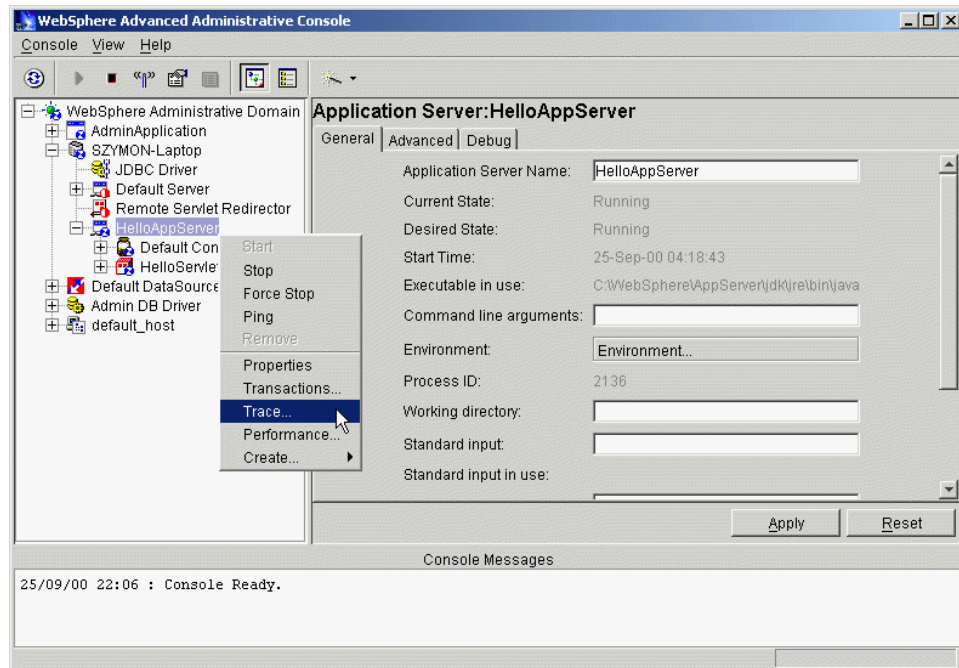 WebSphere Advanced Administrative Console
Console View Help
WebSphere Administrative Domain
AdminApplication
SZYMON-Laptop
JDBC Driver
Default Server
Remote Servlet Redirector
HelloAppServer
Default Con
HelloServle
Default DataSource
Admin DB Driver
default_host
Start
Stop
Force Stop
Ping
Remove
Properties
Transactions...
Trace...
Performance...
Create...
Application Server:HelloAppServer
General Advanced Debug
Application Server Name: HelloAppServer
Current State: Running
Desired State: Running
Start Time: 25-Sep-00 04:18:43
Executable in use: C:\WebSphere\AppServer\jdk\jre\bin\java
Command line arguments:
Environment: Environment...
Process ID: 2136
Working directory:
Standard input:
Standard input in use:
Apply Reset
Console Messages
25/09/00 22:06 : Console Ready.